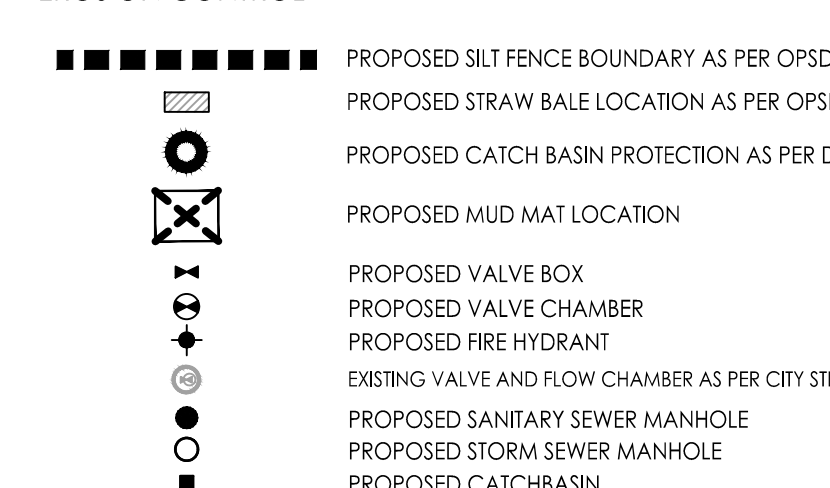 PROPOSED SILT FENCE BOUNDARY AS PER OPSD
PROPOSED STRAW BALE LOCATION AS PER
PROPOSED CATCH BASIN PROTECTION AS PER
PROPOSED MUD MAT LOCATION
PROPOSED VALVE BOX
PROPOSED VALVE CHAMBER
PROPOSED FIRE HYDRANT
EXISTING VALVE AND FLOW CHAMBER AS PER CITY
PROPOSED SANITARY SEWER MANHOLE
PROPOSED STORM SEWER MANHOLE
PROPOSED CATCHBASIN